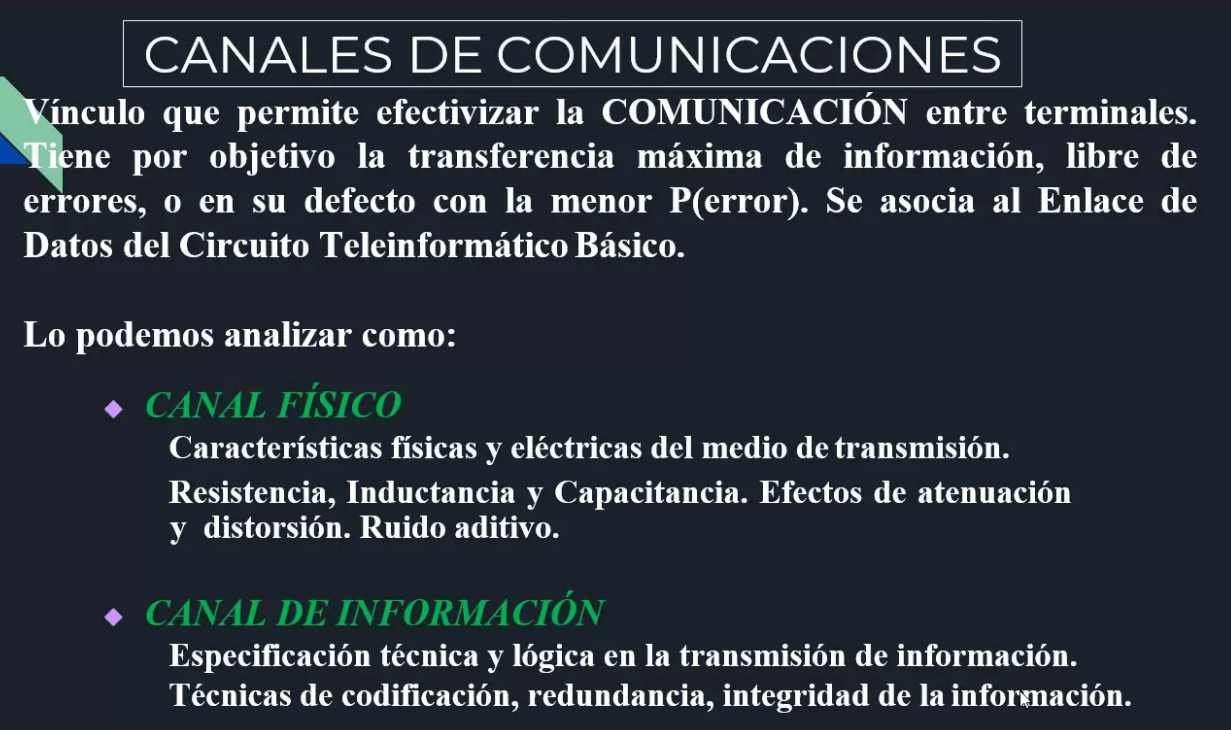 CANALES DE COMUNICACIONES
Vínculo que permite efectivizar la COMUNICACIÓN entre terminales.
Tiene por objetivo la transferencia máxima de información, libre de
errores, o en su defecto con la menor P(error). Se asocia al Enlace de
Datos del Circuito Teleinformático Básico.
Lo podemos analizar como:
CANAL FÍSICO
Características físicas y eléctricas del medio de transmisión.
Resistencia, Inductancia y Capacitancia. Efectos de atenuación
y distorsión. Ruido aditivo.
CANAL DE INFORMACIÓN
Especificación técnica y lógica en la transmisión de información.
Técnicas de codificación, redundancia, integridad de la información.